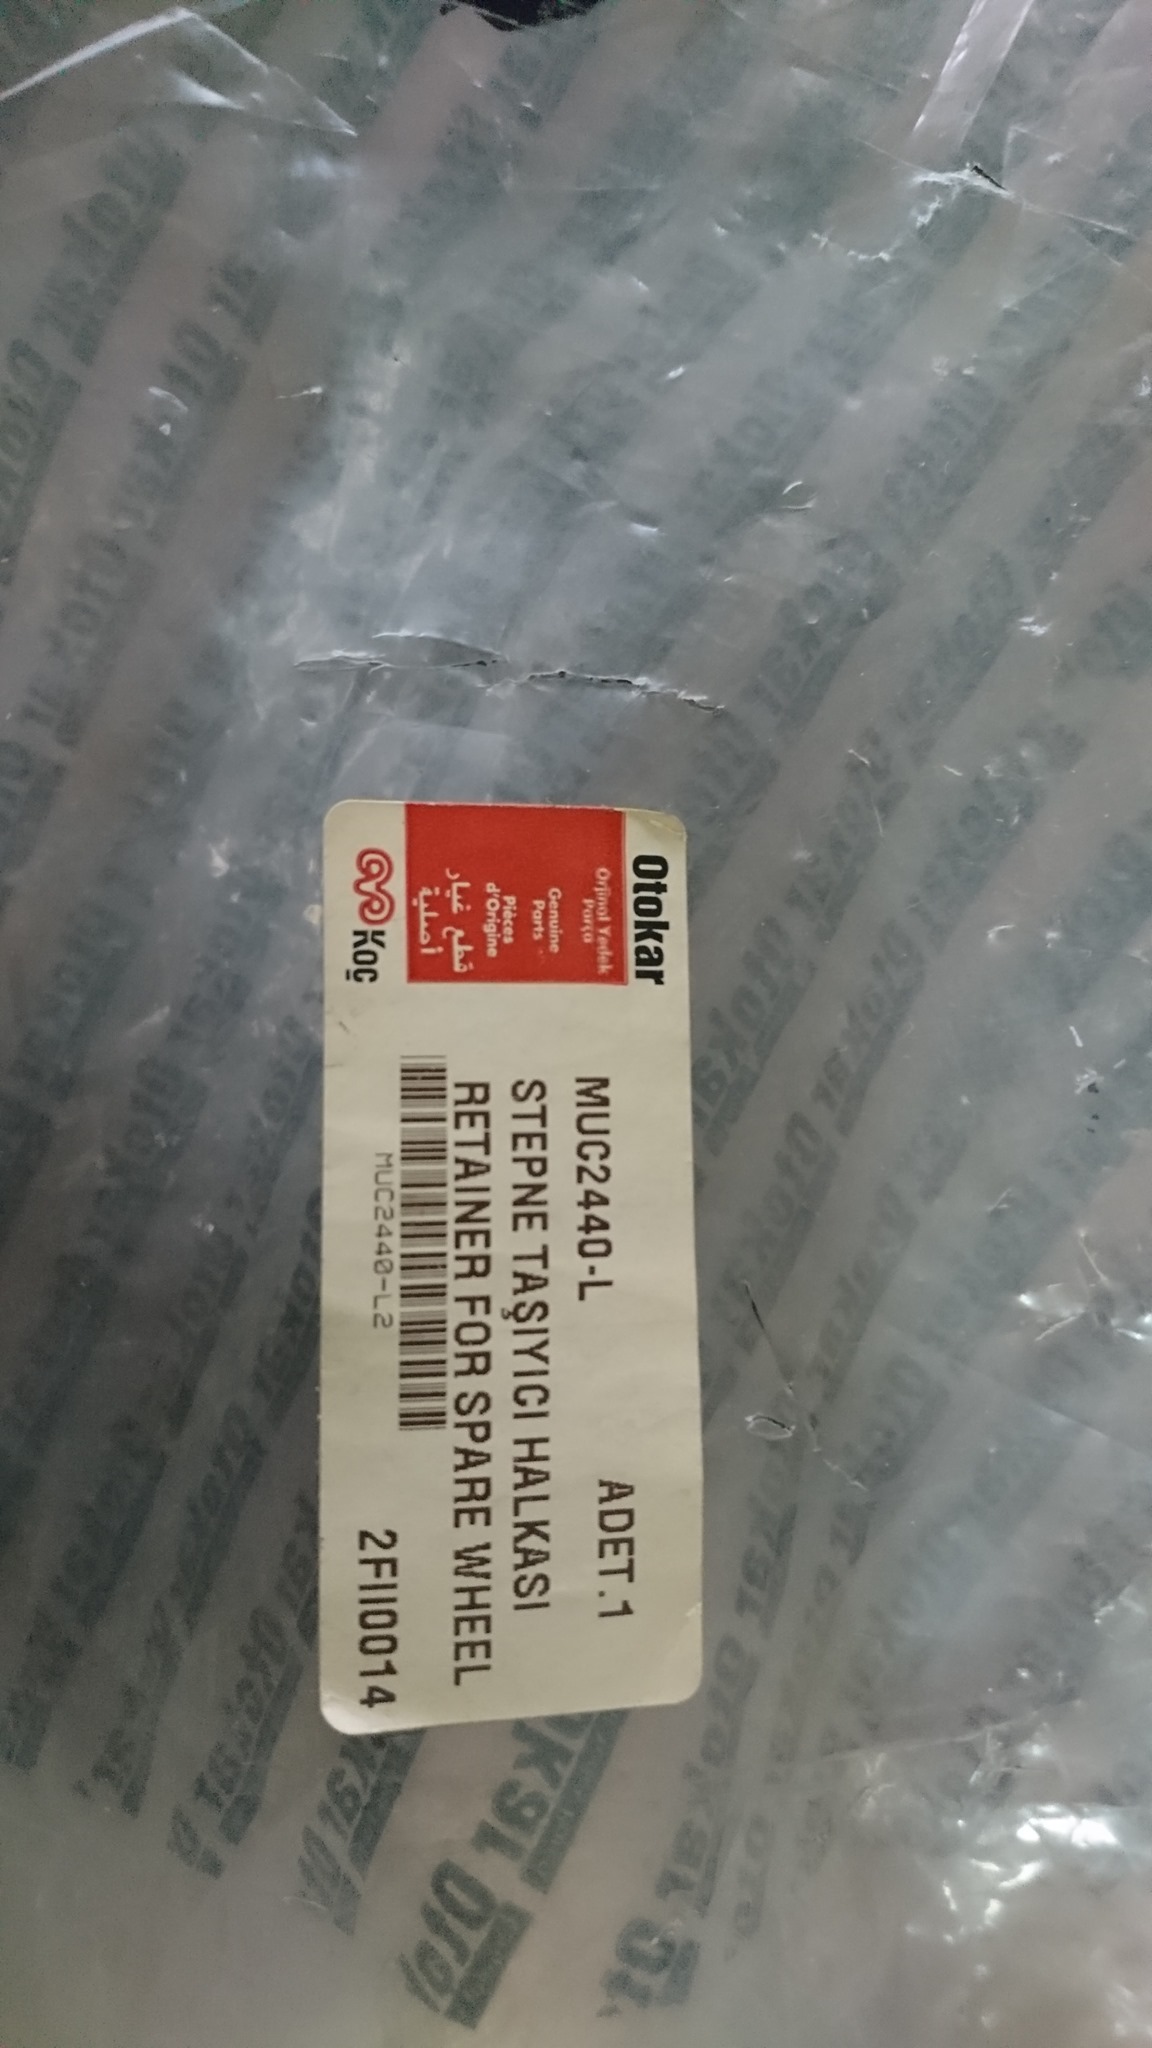 Otokar
Orjinal Yedek
Parça
Genuine
Parts
Pièces
d'Origine
قطع غيار
أصلية
Koç
MUC2440-L
ADET.1
STEPNE TAŞIYICI HALKASI
RETAINER FOR SPARE WHEEL
MUC2440-L2
2FII0014